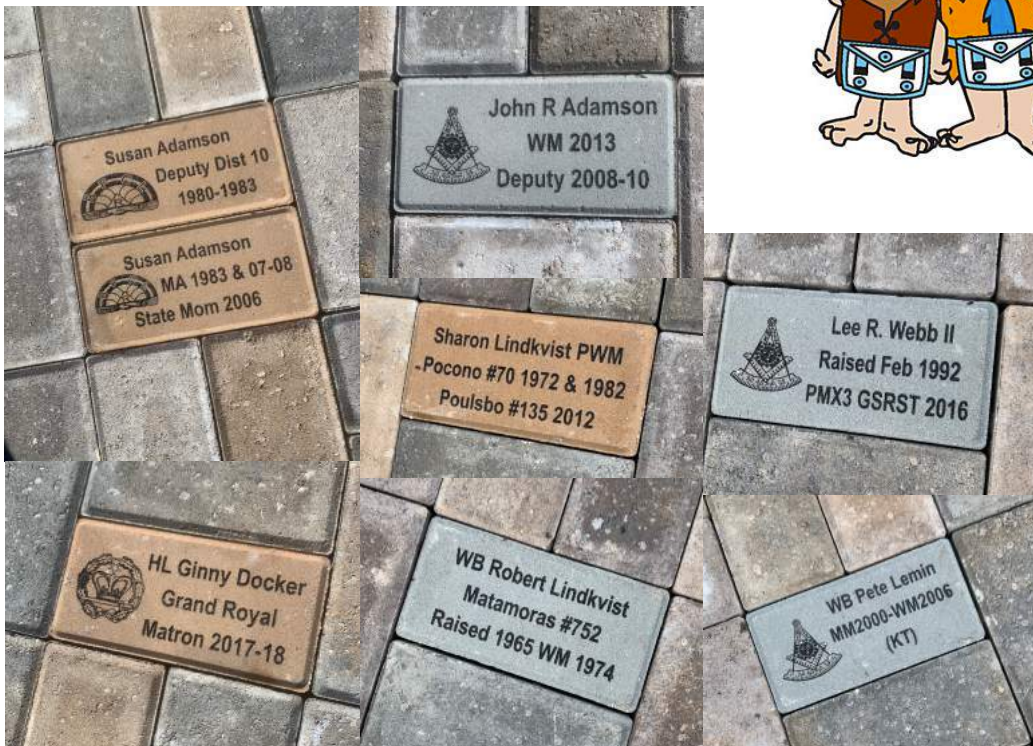 Susan Adamson
Deputy Dist 10
1980-1983
Susan Adamson
MA 1983 & 07-08
State Mom 2006
John R Adamson
WM 2013
Deputy 2008-10
Sharon Lindkvist PWM
-Pocono #70 1972 & 1982
Poulsbo #135 2012
Lee R. Webb II
Raised Feb 1992
PMX3 GSRST 2016
HL Ginny Docker
Grand Royal
Matron 2017-18
WB Robert Lindkvist
Matamoras #752
Raised 1965 WM 1974
WB Pete Lemin
MM2000-WM2006
(KT)